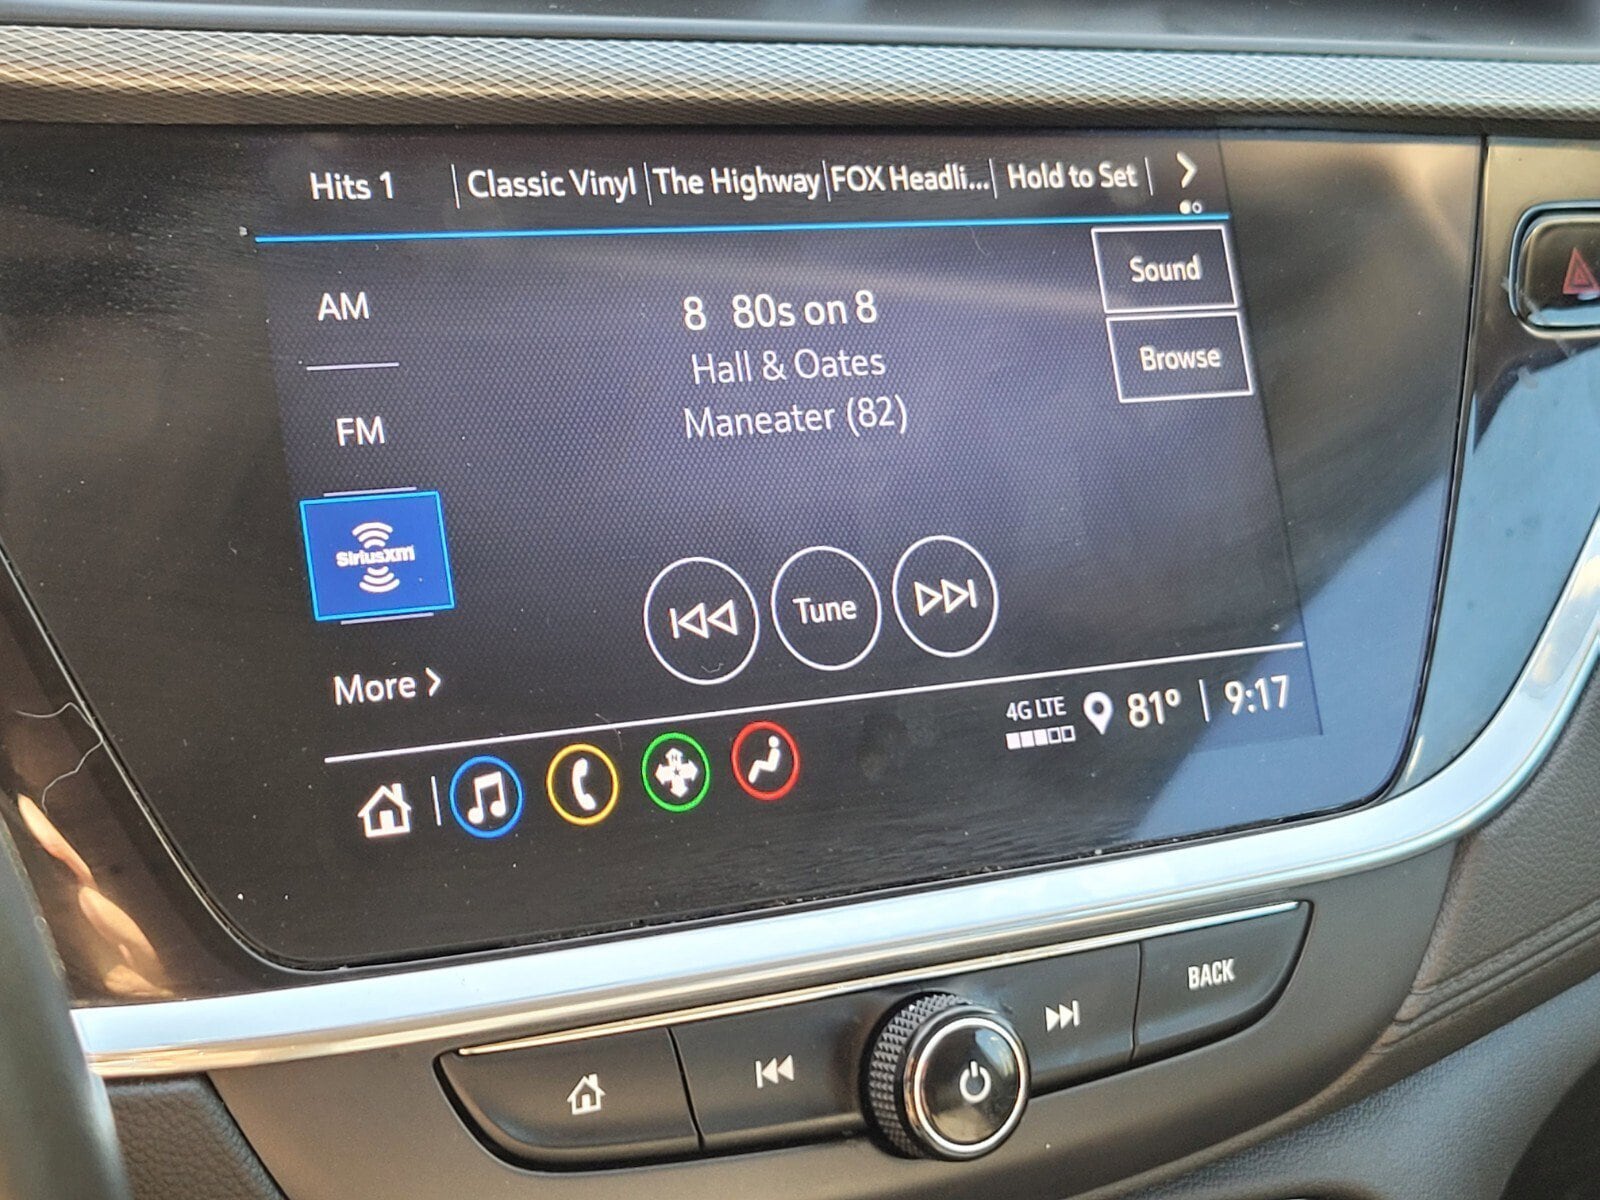 Hits 1 Classic Vinyl The Highway FOX Headli... Hold to Set
AM
8 80s on 8
Sound
Hall & Oates
Browse
Maneater (82)
FM
SiriusXM
Tune
More
4G LTE 81° 9:17
BACK